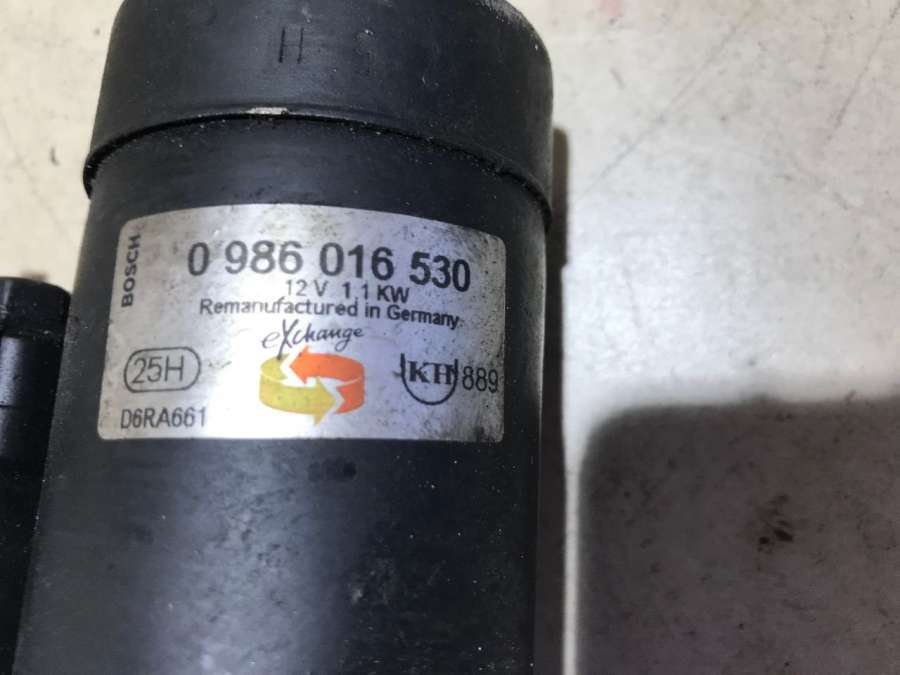 H
BOSCH
0 986 016 530
12 V 1.1 KW
Remanufactured in Germany
eXchange
25H
KH 889
D6RA661